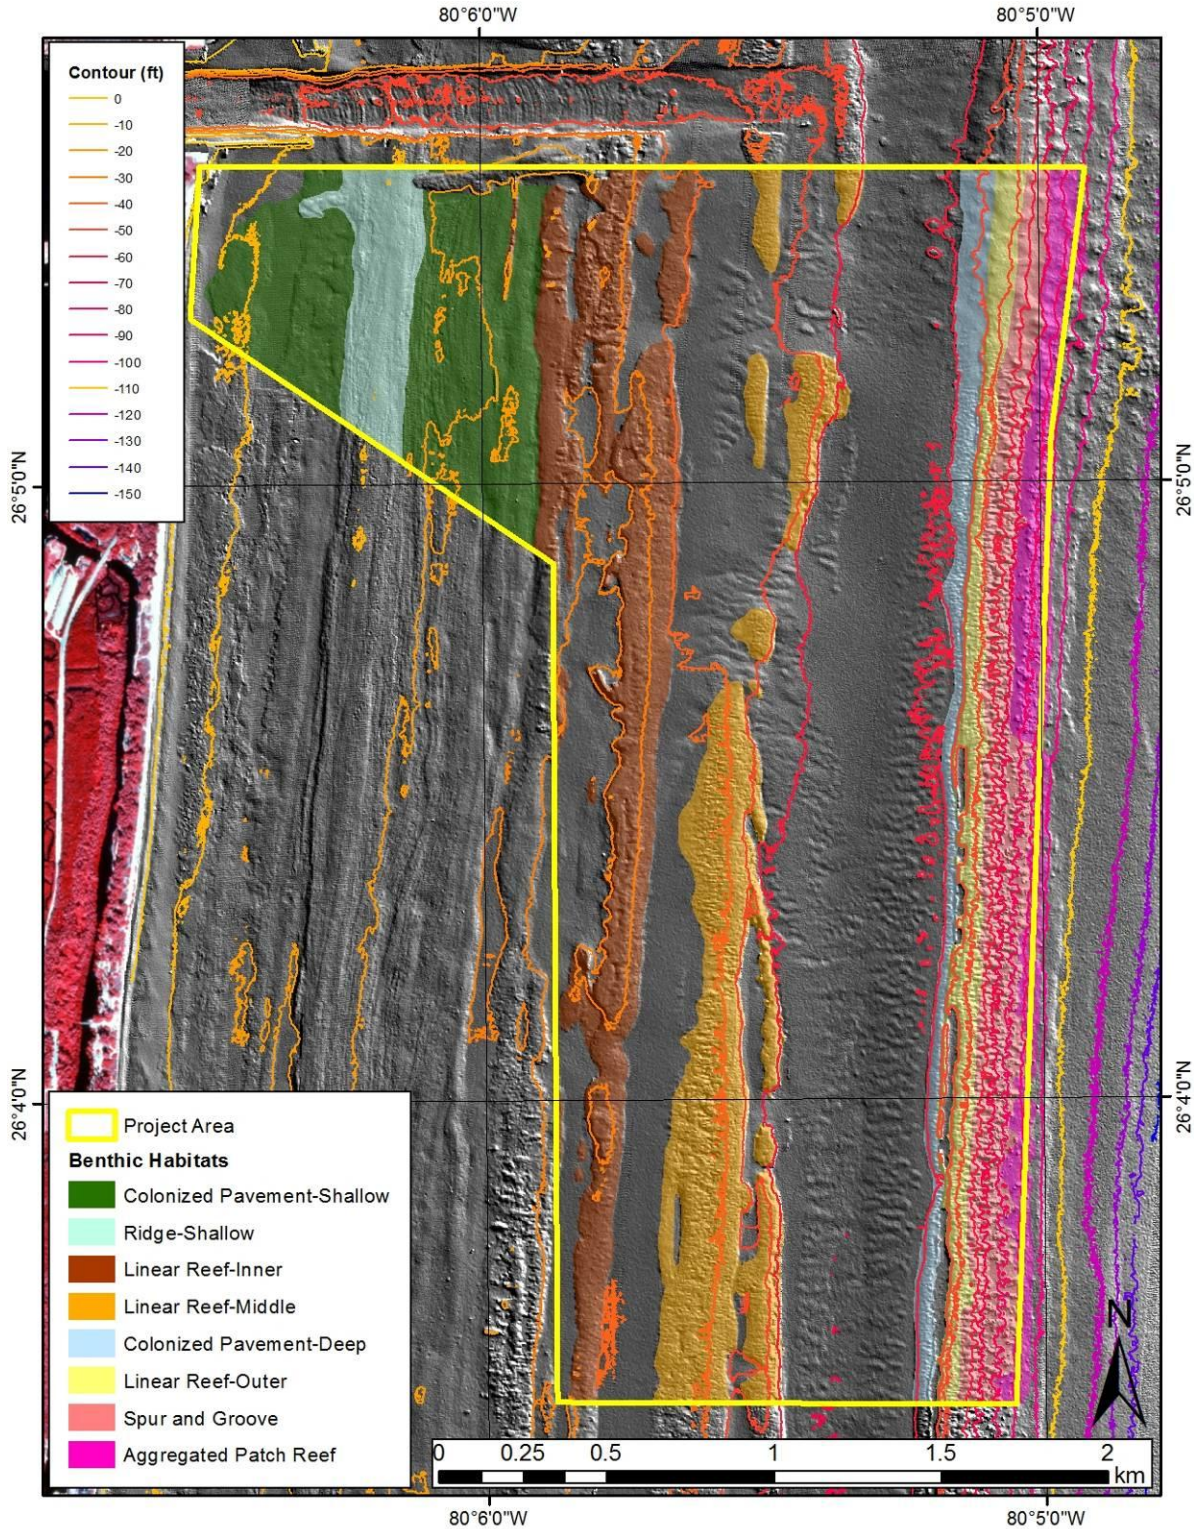 80°6'0"W 80°5'0"W
Contour (ft)
0
-10
-20
-30
-40
-50
-60
-70
-80
-90
-100
-110
-120
-130
-140
-150
26°5'0"N 26°5'0"N
26°4'0"N 26°4'0"N
Project Area
Benthic Habitats
Colonized Pavement-Shallow
Ridge-Shallow
Linear Reef-Inner
Linear Reef-Middle
Colonized Pavement-Deep
Linear Reef-Outer
Spur and Groove
Aggregated Patch Reef
N
0 0.25 0.5 1 1.5 2
km
80°6'0"W 80°5'0"W